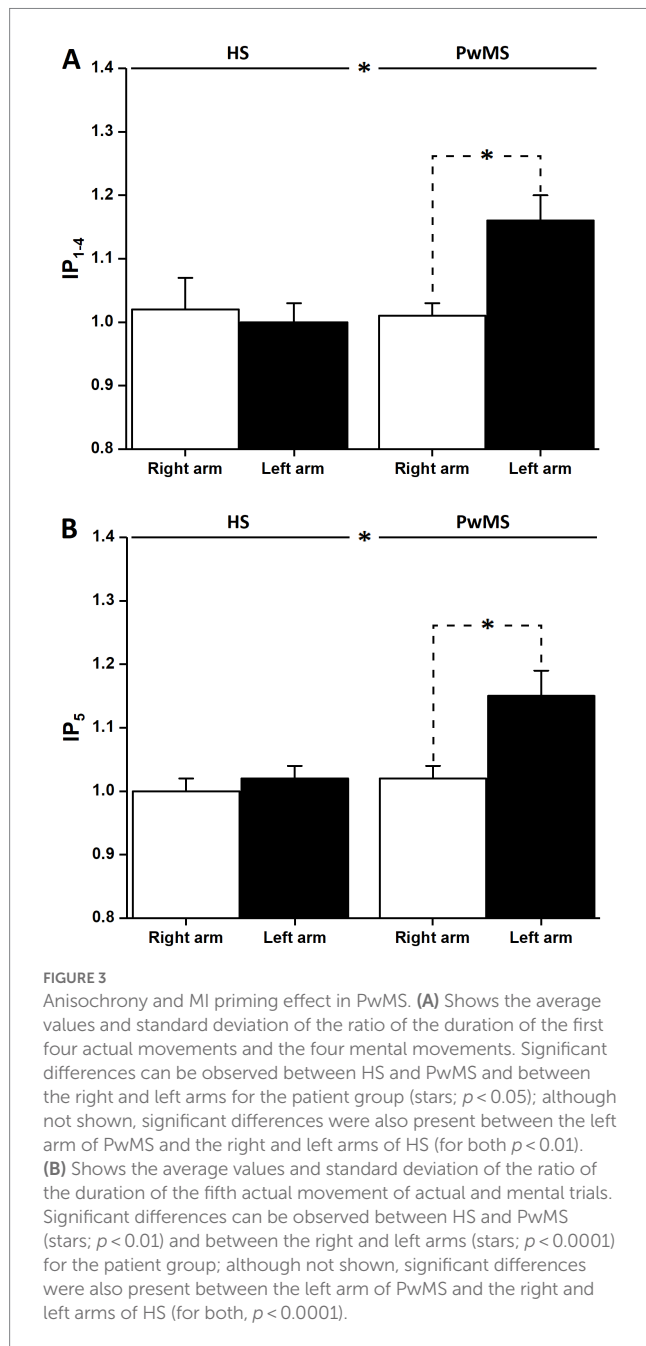 A
HS
*
PwMS
1.4
1.3
1.2
1.1
1.0
0.9
0.8
IP1-4
*
Right arm
Left arm
Right arm
Left arm
B
HS
*
PwMS
1.4
1.3
1.2
1.1
1.0
0.9
0.8
IP5
*
Right arm
Left arm
Right arm
Left arm
FIGURE 3
Anisochrony and MI priming effect in PwMS. (A) Shows the average
values and standard deviation of the ratio of the duration of the first
four actual movements and the four mental movements. Significant
differences can be observed between HS and PwMS and between
the right and left arms for the patient group (stars; p < 0.05); although
not shown, significant differences were also present between the left
arm of PwMS and the right and left arms of HS (for both p < 0.01).
(B) Shows the average values and standard deviation of the ratio of
the duration of the fifth actual movement of actual and mental trials.
Significant differences can be observed between HS and PwMS
(stars; p < 0.01) and between the right and left arms (stars; p < 0.0001)
for the patient group; although not shown, significant differences
were also present between the left arm of PwMS and the right and
left arms of HS (for both, p < 0.0001).